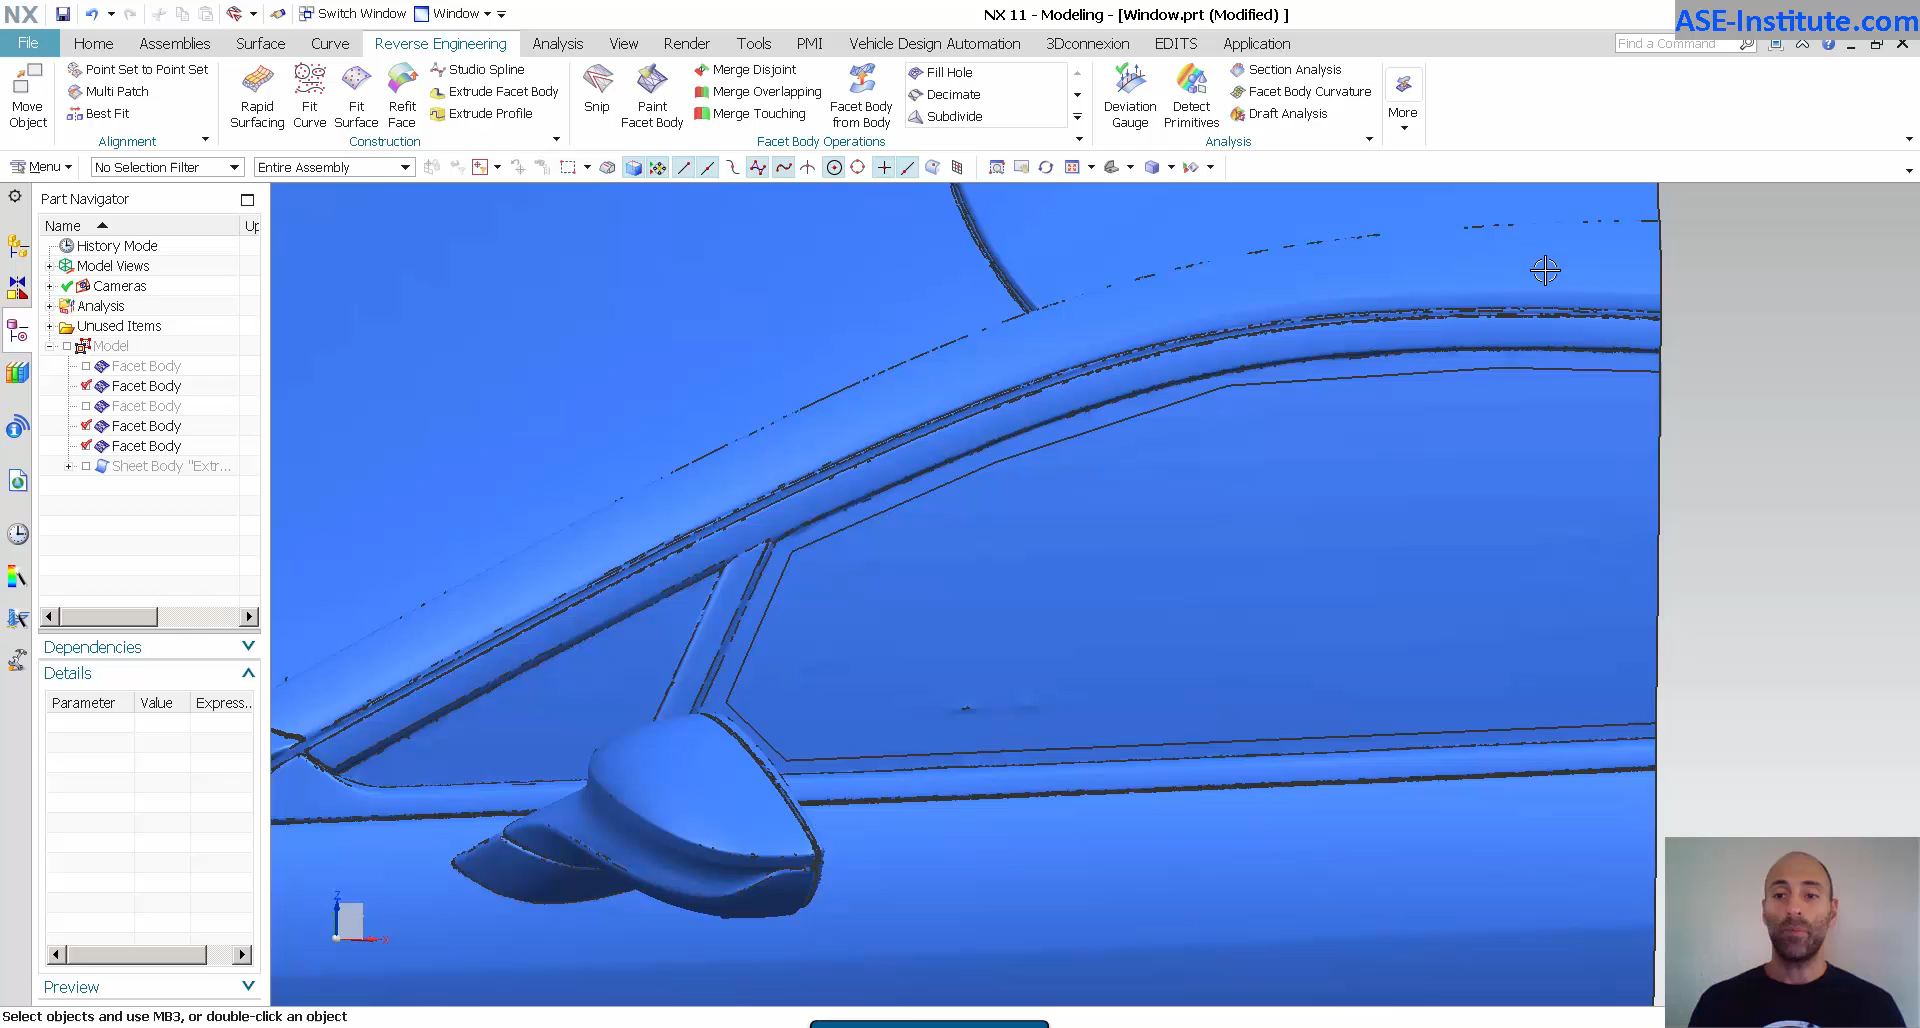 NX Switch Window Window NX 11 - Modeling - [Window.prt (Modified) ] ASE-Institute.com
File Home Assemblies Surface Curve Reverse Engineering Analysis View Render Tools PMI Vehicle Design Automation 3Dconnexion EDITS Application Find a Command
Move Object
Point Set to Point Set
Multi Patch
Best Fit
Alignment
Rapid Surfacing
Fit Curve
Fit Surface
Refit Face
Studio Spline
Extrude Facet Body
Extrude Profile
Construction
Snip
Paint Facet Body
Merge Disjoint
Merge Overlapping
Merge Touching
Facet Body from Body
Fill Hole
Decimate
Subdivide
Facet Body Operations
Deviation Gauge
Detect Primitives
Section Analysis
Facet Body Curvature
Draft Analysis
Analysis
More
Menu No Selection Filter Entire Assembly
Part Navigator
Name Up
History Mode
Model Views
Cameras
Analysis
Unused Items
Model
Facet Body
Facet Body
Facet Body
Facet Body
Facet Body
Sheet Body "Extr...
Dependencies
Details
Parameter Value Express..
Preview
Z
X
Select objects and use MB3, or double-click an object